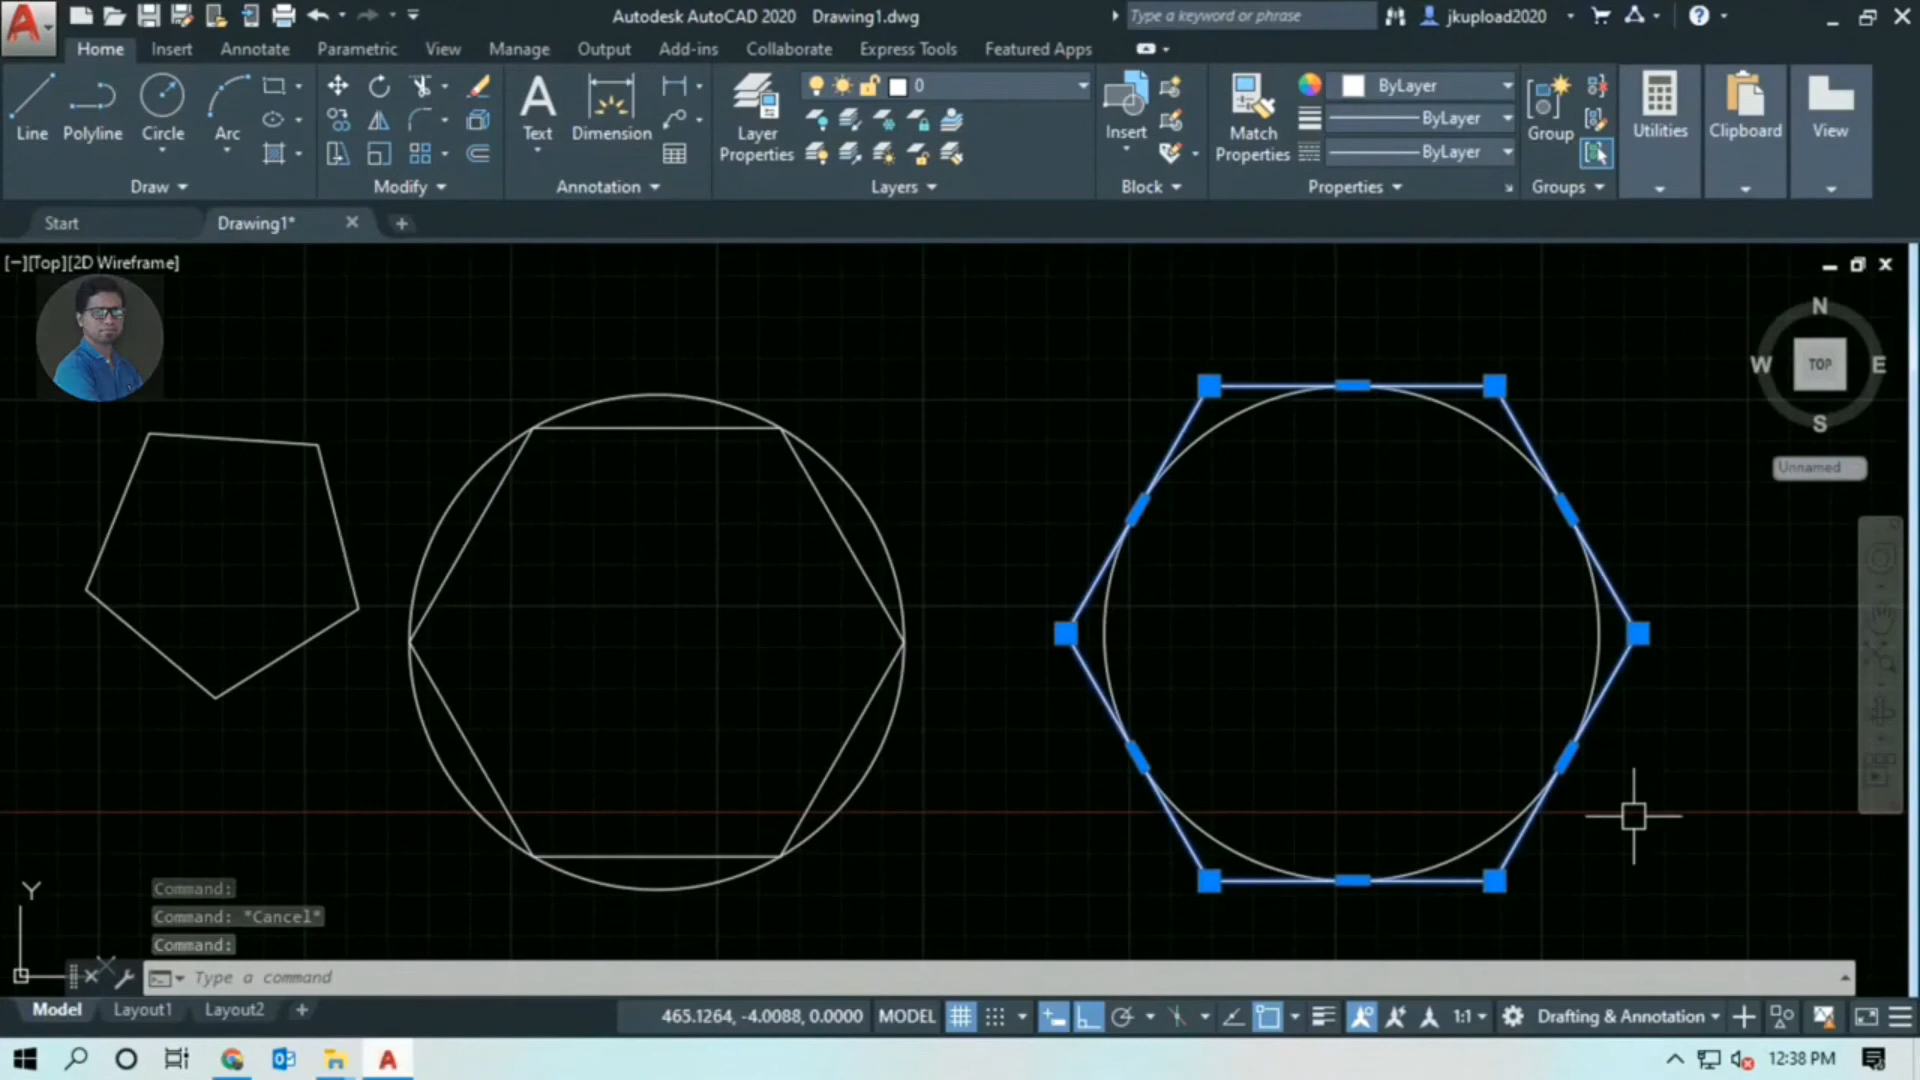 Autodesk AutoCAD 2020 Drawing1.dwg
Type a keyword or phrase
jkupload2020
Home Insert Annotate Parametric View Manage Output Add-ins Collaborate Express Tools Featured Apps
Line Polyline Circle Arc
Text Dimension
Layer Properties
0
Insert
Match Properties
ByLayer
ByLayer
ByLayer
Group
Utilities Clipboard View
Draw Modify Annotation Layers Block Properties Groups
Start Drawing1*
[−][Top][2D Wireframe]
N
W TOP E
S
Unnamed
Y
Command:
Command: *Cancel*
Command:
Type a command
Model Layout1 Layout2 +
465.1264, -4.0088, 0.0000 MODEL 1:1 Drafting & Annotation
12:38 PM